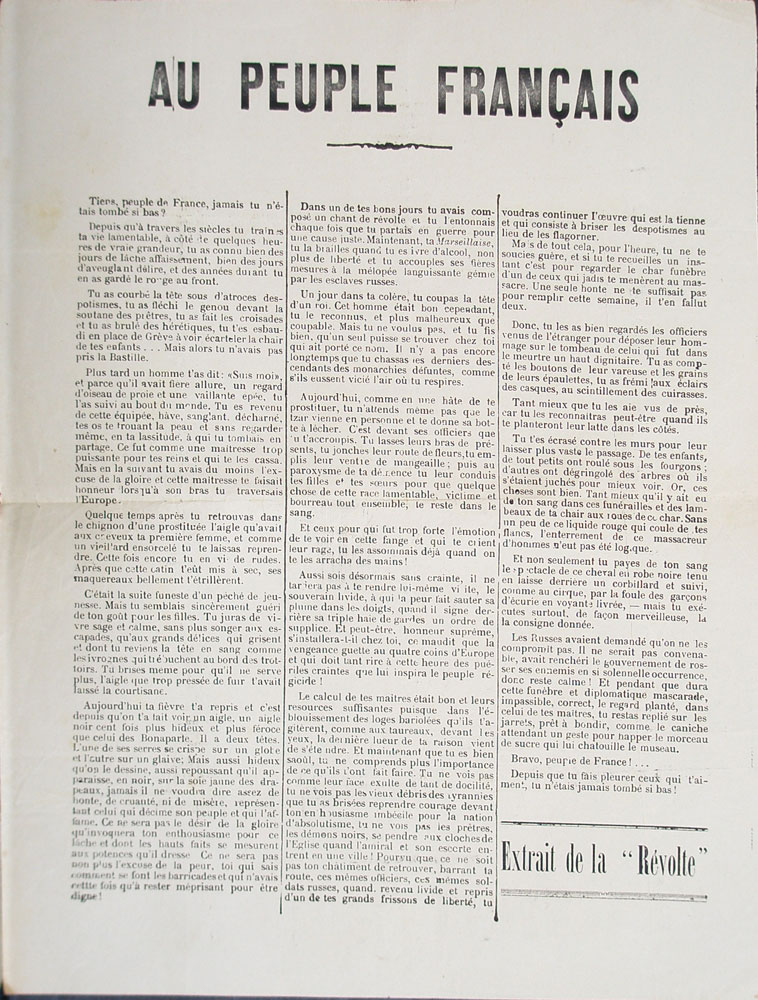 AU PEUPLE FRANÇAIS
Tiens, peuple de France, jamais tu n'é-
tais tombé si bas?
Depuis qu'à travers les siècles tu traînes
ta vie lamentable, à côté de quelques heu-
res de vraie grandeur, tu as connu bien des
jours de lâche affaissement, bien des jours
d'aveuglant délire, et des années durant tu
en as gardé le rouge au front.
Tu as courbé la tête sous d'atroces des-
potismes, tu as fléchi le genou devant la
soutane des prêtres, tu as fait les croisades
et tu as brulé des hérétiques, tu t'es esbau-
di en place de Grève à voir écarteler la chair
de tes enfants . . . Mais alors tu n'avais pas
pris la Bastille.
Plus tard un homme t'as dit: «Suis moi»,
et parce qu'il avait fière allure, un regard
d'oiseau de proie et une vaillante épée, tu
l'as suivi au bout du monde. Tu es revenu
de cette équipée, hâve, sanglant, décharné,
tes os te trouant la peau et sans regarder
même, en ta lassitude, à qui tu tombais en
partage. Ce fut comme une maîtresse trop
puissante pour tes reins et qui te les cassa.
Mais en la suivant tu avais du moins l'ex-
cuse de la gloire et cette maîtresse te faisait
honneur lorsqu'à son bras tu traversais
l'Europe.
Quelque temps après tu retrouvas dans
le chignon d'une prostituée l'aigle qu'avait
aux cheveux ta première femme, et comme
un vieillard ensorcelé tu te laissas repren-
dre. Cette fois encore tu en vi de rudes.
Après que cette catin t'eût mis à sec, ses
maquereaux bellement t'étrillèrent.
C'était la suite funeste d'un péché de jeu-
nesse. Mais tu semblais sincèrement guéri
de ton goût pour les filles. Tu juras de vi-
vre sage et calme, sans plus songer aux es-
capades, qu'aux grands délices qui grisent
et dont tu reviens la tête en sang comme
les ivrognes qui trébuchent au bord des trot-
toirs. Tu brises même pour qu'il ne serve
plus, l'aigle que trop pressée de fuir t'avait
laissé la courtisane.
Aujourd'hui ta fièvre t'a repris et c'est
depuis qu'on t'a fait voir un aigle, un aigle
noir cent fois plus hideux et plus féroce
que celui des Bonaparte. Il a deux têtes.
L'une de ses serres se crispe sur un globe
et l'autre sur un glaive; Mais aussi hideux
qu'on le dessine, aussi repoussant qu'il ap-
paraisse, en noir, sur la soie jaune des dra-
peaux, jamais il ne voudra dire assez de
honte, de cruauté, ni de misère, représen-
tant celui qui décime son peuple et qui l'af-
fame. Ce ne sera pas le désir de la gloire
qu'invoquera ton enthousiasme pour ce
lâche et dont les hauts faits se mesurent
aux potences qu'il dresse Ce ne sera pas
non plus l'excuse de la peur, toi qui sais
comment se font les barricades et qui n'avais
cette fois qu'à rester méprisant pour être
digne!
Dans un de tes bons jours tu avais com-
posé un chant de révolte et tu l'entonnais
chaque fois que tu partais en guerre pour
une cause juste. Maintenant, ta Marseillaise,
tu la brailles quand tu es ivre d'alcool, non
plus de liberté et tu accouples ses fières
mesures à la mélopée languissante gémie
par les esclaves russes.
Un jour dans ta colère, tu coupas la tête
d'un roi. Cet homme était bon cependant,
tu le reconnus, et plus malheureux que
coupable. Mais tu ne voulus pas, et tu fis
bien, qu'un seul puisse se trouver chez toi
qui ait porté ce nom. Il n'y a pas encore
longtemps que tu chassas les derniers des-
cendants des monarchies défuntes, comme
s'ils eussent vicié l'air où tu respires.
Aujourd'hui, comme en une hâte de te
prostituer, tu n'attends même pas que le
tzar vienne en personne et te donne sa bot-
te à lécher. C'est devant ses officiers que
tu t'accroupis. Tu lasses leurs bras de pré-
sents, tu jonches leur route de fleurs, tu em-
plis leur ventre de mangeaille; puis au
paroxysme de ta démence tu leur conduis
tes filles et tes sœurs pour que quelque
chose de cette race lamentable, victime et
bourreau tout ensemble, te reste dans le
sang.
Et ceux pour qui fut trop forte l'émotion
de te voir en cette fange et qui te crient
leur rage, tu les assommais déjà quand on
te les arracha des mains!
Aussi sois désormais sans crainte, il ne
tardera pas à te rendre lui-même visite, le
souverain livide, à qui la peur fait sauter sa
plume dans les doigts, quand il signe der-
rière sa triple haie de gardes un ordre de
supplice. Et peut-être, honneur suprême,
s'installera-t-il chez toi, ce maudit que la
vengeance guette au quatre coins d'Europe
et qui doit tant rire à cette heure des pué-
riles craintes que lui inspira le peuple ré-
gicide!
Le calcul de tes maîtres était bon et leurs
ressources suffisantes puisque dans l'é-
blouissement des loges bariolées qu'ils t'a-
gitèrent, comme aux taureaux, devant les
yeux, la dernière lueur de ta raison vient
de s'éteindre. Et maintenant que tu es bien
saoûl, tu ne comprends plus l'importance
de ce qu'ils t'ont fait faire. Tu ne vois pas
comme leur face exulte de tant de docilité,
tu ne vois pas les vieux débris des tyrannies
que tu as brisées reprendre courage devant
ton enthousiasme imbécile pour la nation
d'absolutisme, tu ne vois pas les prêtres,
les démons noirs, se pendre aux cloches de
l'Eglise quand l'amiral et son escorte en-
trent en une ville! Pourvu que, ce ne soit
pas ton châtiment de retrouver, barrant ta
route, ces mêmes officiers, ces mêmes sol-
dats russes, quand, revenu livide et repris
d'un de tes grands frissons de liberté, tu
voudras continuer l'œuvre qui est la tienne
et qui consiste à briser les despotismes au
lieu de les flagorner.
Mais de tout cela, pour l'heure, tu ne te
soucies guère, et si tu te recueilles un ins-
tant c'est pour regarder le char funèbre
d'un de ceux qui jadis te menèrent au mas-
sacre. Une seule honte ne te suffisait pas
pour remplir cette semaine, il t'en fallut
deux.
Donc, tu les as bien regardés les officiers
venus de l'étranger pour déposer leur hom-
mage sur le tombeau de celui qui fut dans
le meurtre un haut dignitaire. Tu as comp-
té les boutons de leur vareuse et les grains
de leurs épaulettes, tu as frémi aux éclairs
des casques, au scintillement des cuirasses.
Tant mieux que tu les aie vus de près,
car tu les reconnaîtras peut-être quand ils
te planteront leur latte dans les côtés.
Tu t'es écrasé contre les murs pour leur
laisser plus vaste le passage. De tes enfants,
de tout petits ont roulé sous les fourgons;
d'autres ont dégringolé des arbres où ils
s'étaient juchés pour mieux voir. Or, ces
choses sont bien. Tant mieux qu'il y ait eu
de ton sang dans ces funérailles et des lam-
beaux de ta chair aux roues de ce char. Sans
un peu de ce liquide rouge qui coule de tes
flancs, l'enterrement de ce massacreur
d'hommes n'eut pas été logique.
Et non seulement tu payes de ton sang
le spectacle de ce cheval en robe noire tenu
en laisse derrière un corbillard et suivi,
comme au cirque, par la foule des garçons
d'écurie en voyante livrée, — mais tu exé-
cutes surtout, de façon merveilleuse, la
la consigne donnée.
Les Russes avaient demandé qu'on ne les
compromit pas. Il ne serait pas convena-
ble, avait renchéri le gouvernement de ros-
ser ses ennemis en si solennelle occurrence,
donc reste calme! Et pendant que dura
cette funèbre et diplomatique mascarade,
impassible, correct, le regard planté, dans
celui de tes maîtres, tu restas replié sur les
jarrets, prêt à bondir, comme le caniche
attendant un geste pour happer le morceau
de sucre qui lui chatouille le museau.
Bravo, peuple de France! . . .
Depuis que tu fais pleurer ceux qui t'ai-
ment, tu n'étais jamais tombé si bas!
Extrait de la "Révolte"